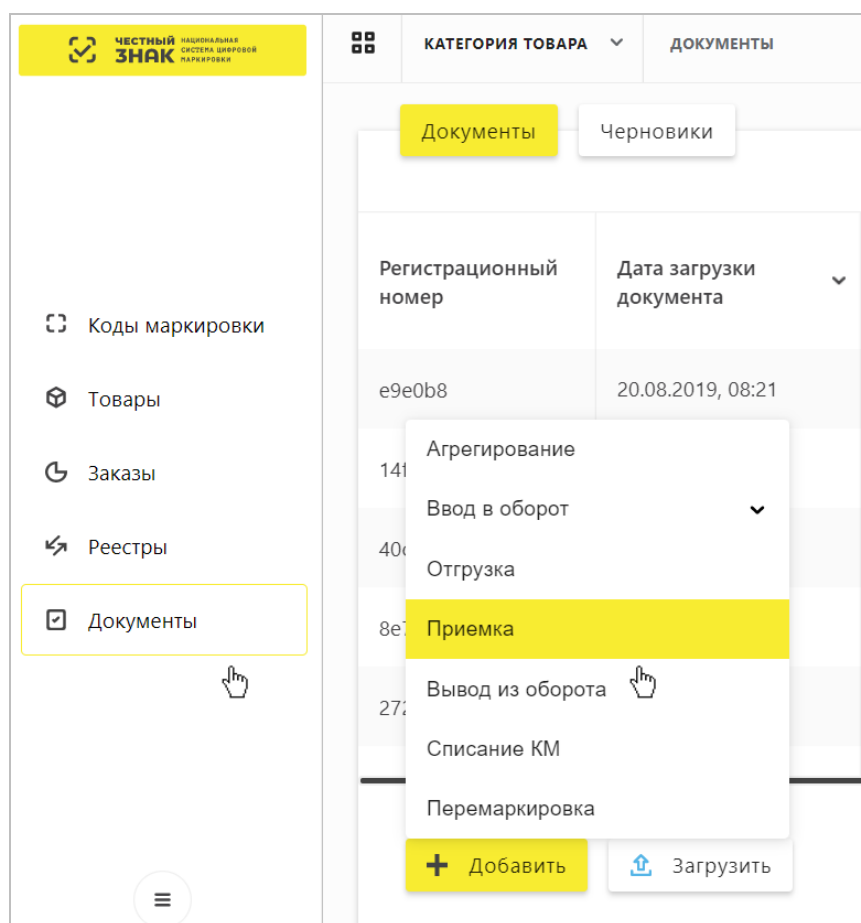 ЧЕСТНЫЙ
ЗНАК
НАЦИОНАЛЬНАЯ
СИСТЕМА ЦИФРОВОЙ
МАРКИРОВКИ
КАТЕГОРИЯ ТОВАРА
ДОКУМЕНТЫ
Документы
Черновики
Регистрационный
номер
Дата загрузки
документа
Коды маркировки
Товары
Заказы
Реестры
Документы
e9e0b8
20.08.2019, 08:21
Агрегирование
Ввод в оборот
Отгрузка
Приемка
Вывод из оборота
Списание КМ
Перемаркировка
Добавить
Загрузить